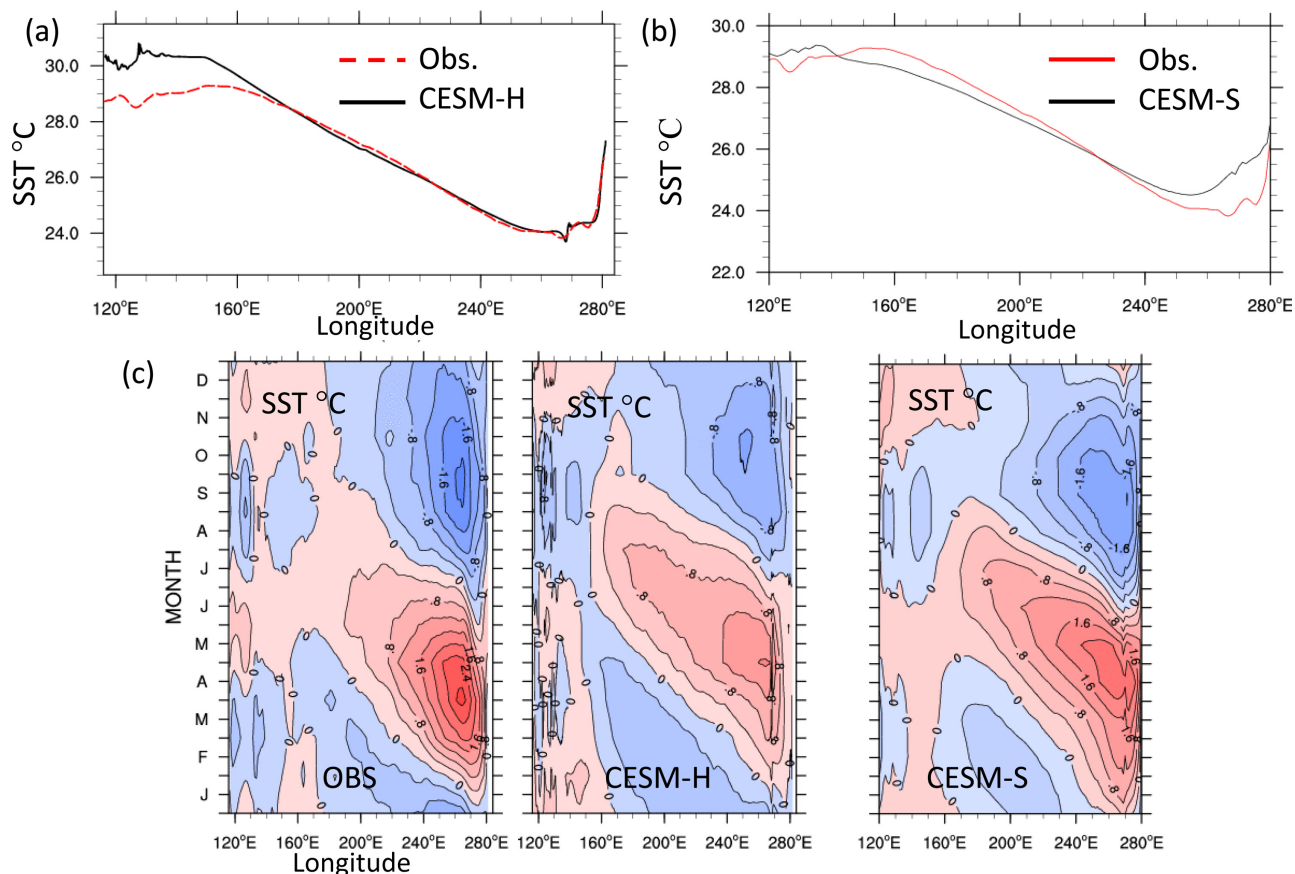 (a)
Obs.
CESM-H
30.0
28.0
26.0
24.0
SST °C
120°E 160°E 200°E 240°E 280°E
Longitude
(b)
Obs.
CESM-S
30.0
28.0
26.0
24.0
22.0
SST °C
120°E 160°E 200°E 240°E 280°E
Longitude
(c)
MONTH
D
N
O
S
A
J
J
M
A
M
F
J
SST °C
OBS
120°E 160°E 200°E 240°E 280°E
Longitude
SST °C
CESM-H
120°E 160°E 200°E 240°E 280°E
SST °C
CESM-S
120°E 160°E 200°E 240°E 280°E